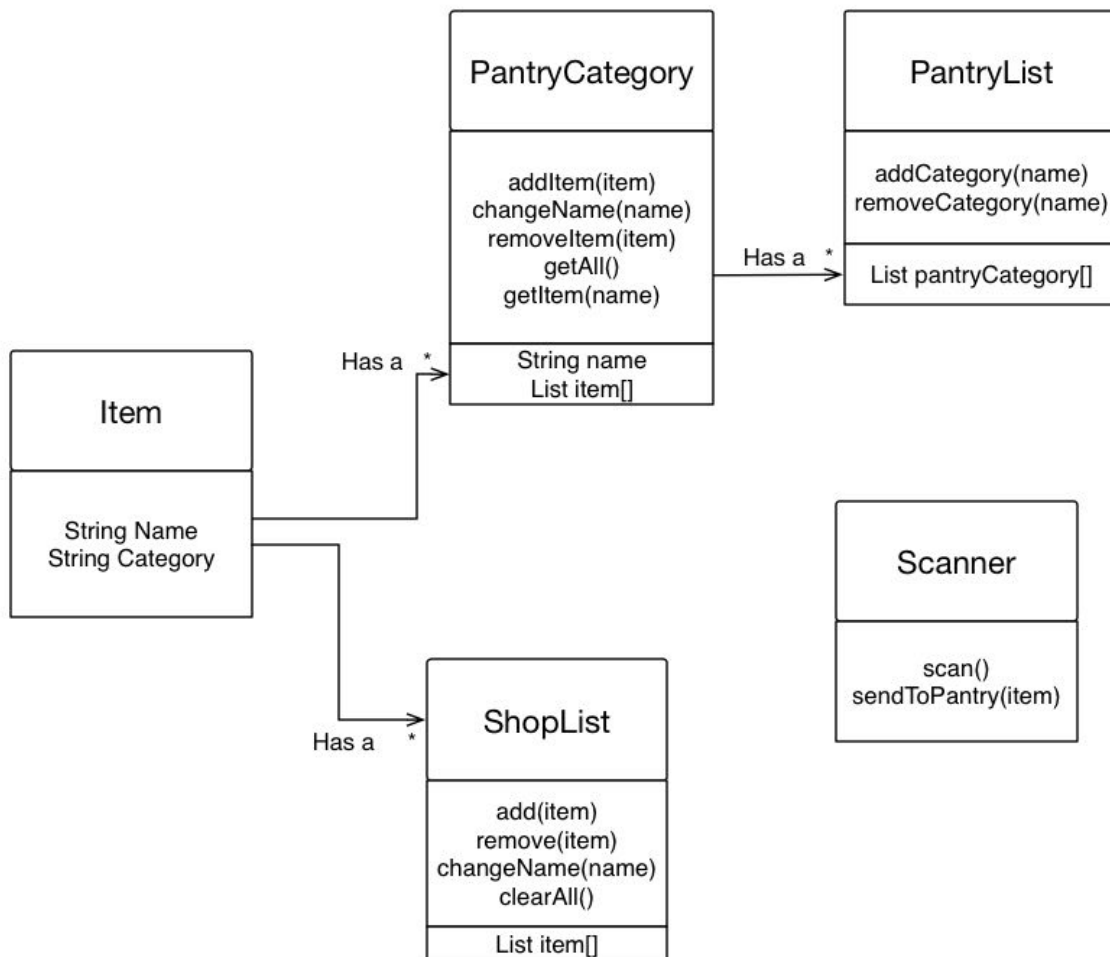 PantryCategory
addItem(item)
changeName(name)
removeItem(item)
getAll()
getItem(name)
String name
List item[]
Has a *
PantryList
addCategory(name)
removeCategory(name)
List pantryCategory[]
Has a *
Item
String Name
String Category
Scanner
scan()
sendToPantry(item)
Has a *
ShopList
add(item)
remove(item)
changeName(name)
clearAll()
List item[]